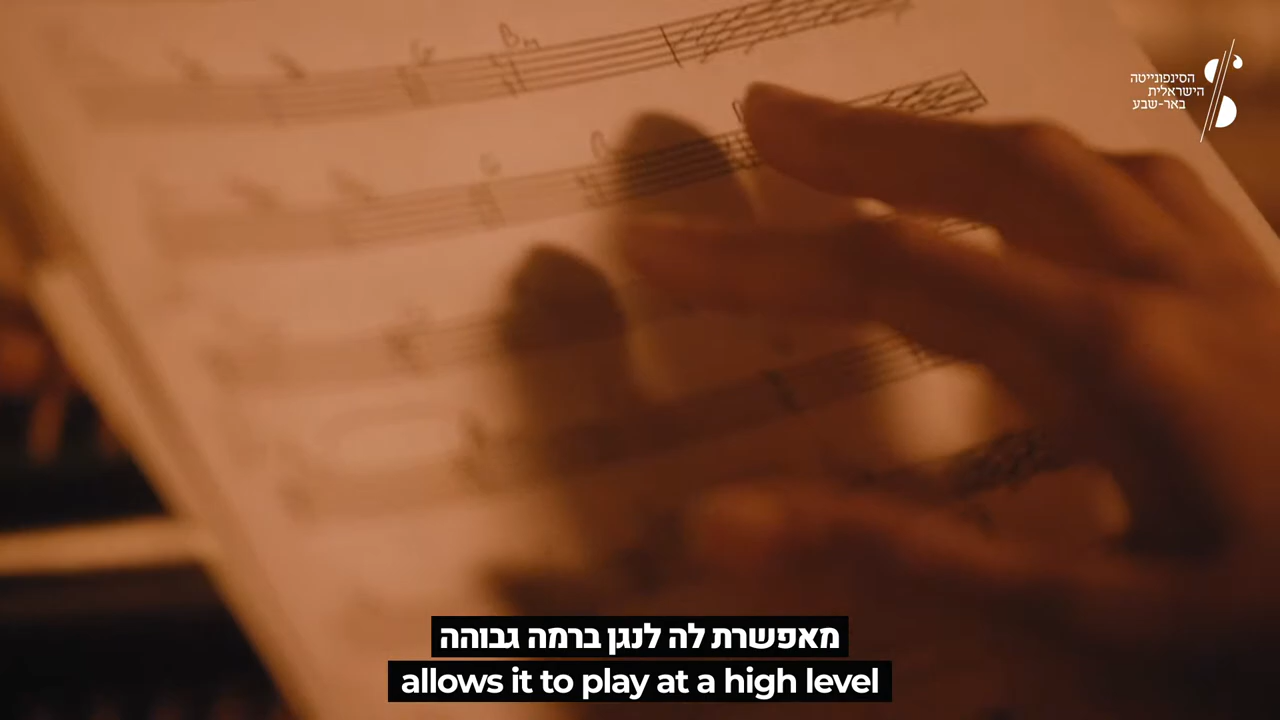 הסינפונייטה
הישראלית
באר-שבע
מאפשרת לה לנגן ברמה גבוהה
allows it to play at a high level